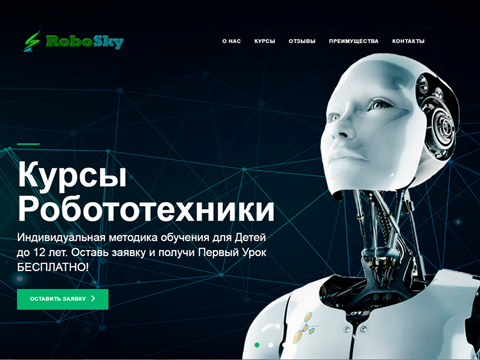 RoboSky
О НАС КУРСЫ ОТЗЫВЫ ПРЕИМУЩЕСТВА КОНТАКТЫ
Курсы
Робототехники
Индивидуальная методика обучения для Детей
до 12 лет. Оставь заявку и получи Первый Урок
БЕСПЛАТНО!
ОСТАВИТЬ ЗАЯВКУ